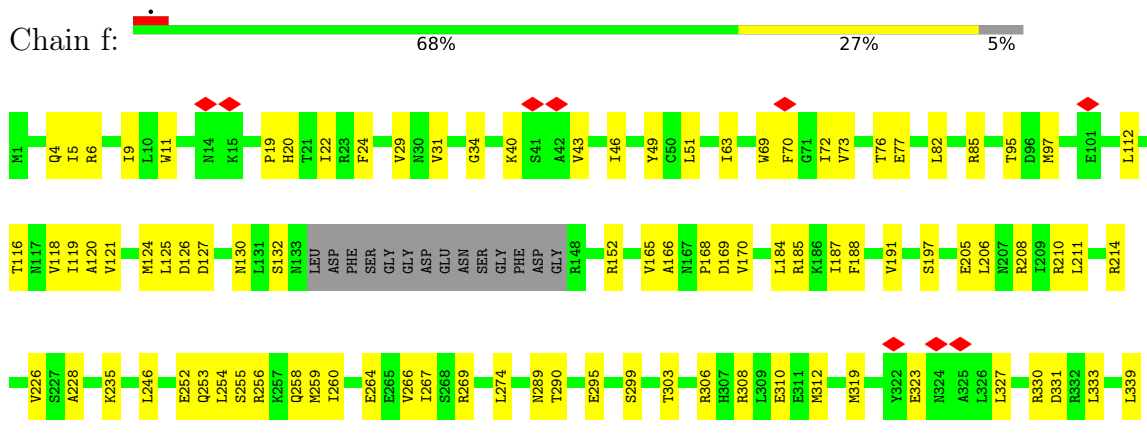 Chain f:
68% 27% 5%
M1 Q4 I5 R6 I9 L10 W11 N14 K15 P19 H20 T21 I22 R23 F24 V29 N30 V31 G34 K40 S41 A42 V43 I46 Y49 C50 L51 I63 W69 F70 G71 I72 V73 T76 E77 L82 R85 T95 D96 M97 E101 L112
T116 N117 V118 I119 A120 V121 M124 L125 D126 D127 N130 L131 S132 N133 LEU ASP PHE SER GLY GLY ASP GLU ASN SER GLY PHE ASP GLY R148 R152 V165 A166 N167 P168 D169 V170 L184 R185 K186 I187 F188 V191 S197 E205 L206 N207 R208 I209 R210 L211 R214
V226 S227 A228 K235 L246 E252 Q253 L254 S255 R256 K257 Q258 M259 I260 E264 E265 V266 I267 S268 R269 L274 N289 T290 E295 S299 T303 R306 H307 R308 L309 E310 E311 M312 M319 Y322 E323 N324 A325 L326 L327 R330 D331 R332 L333 L339